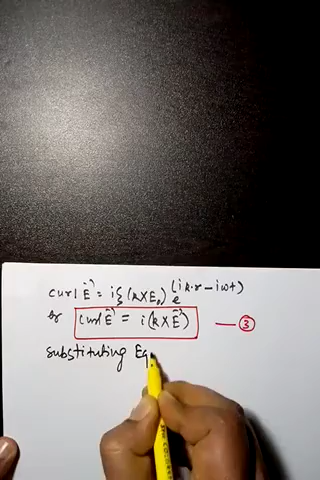 curl E⃗ = i{(k×E₀) e^(ik·r−iωt)
or curl E⃗ = i(k×E⃗) — ③
substituting Eq